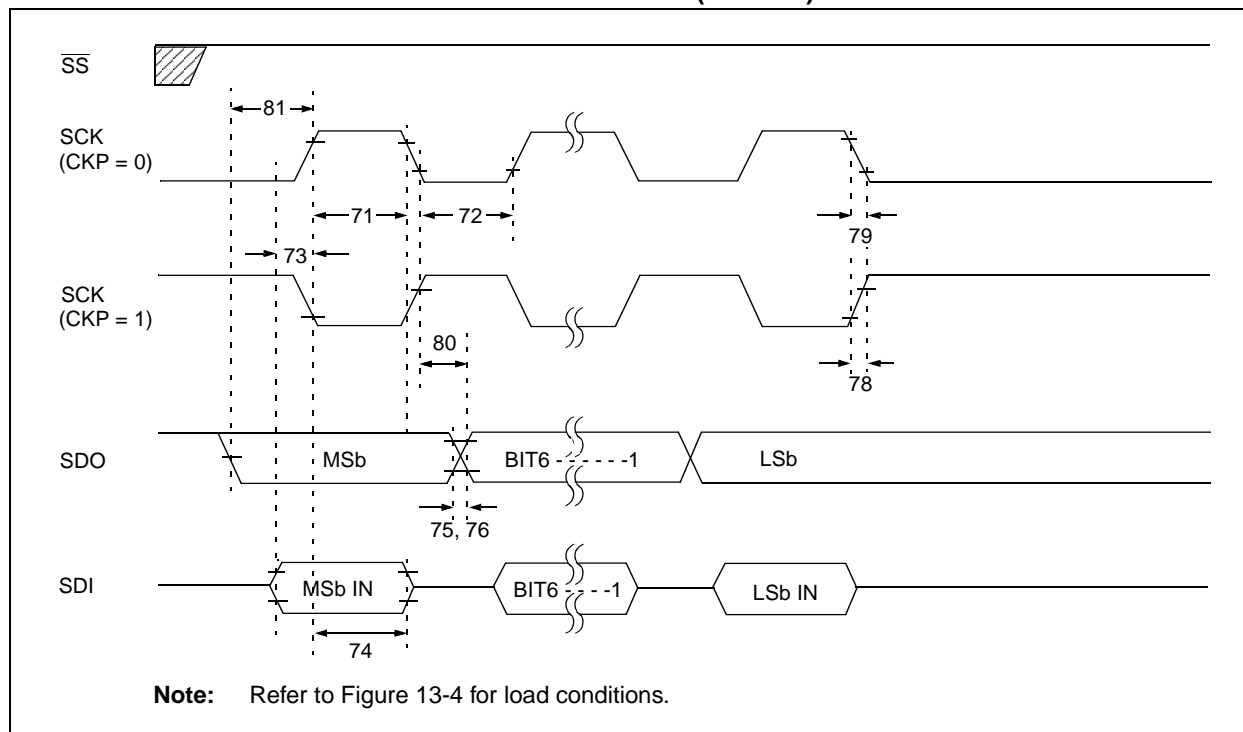 SS
81
SCK
(CKP = 0)
71
72
79
73
SCK
(CKP = 1)
80
78
SDO
MSb
BIT6 - - - - - -1
LSb
75, 76
SDI
MSb IN
BIT6 - - - -1
LSb IN
74
Note: Refer to Figure 13-4 for load conditions.